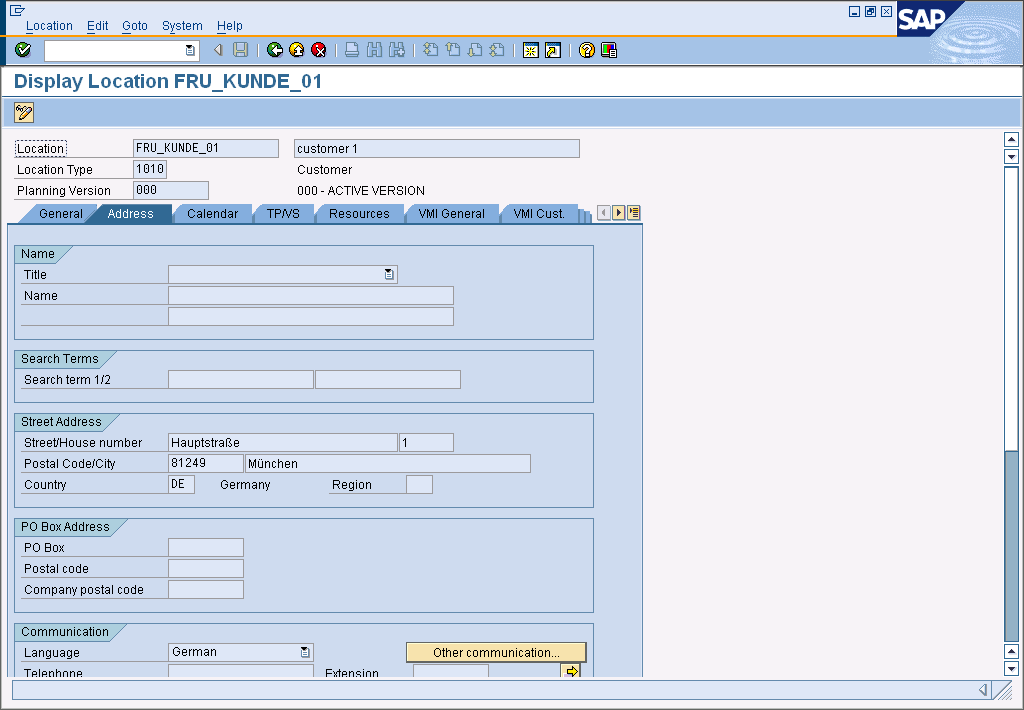 Location Edit Goto System Help
SAP
Display Location FRU_KUNDE_01
Location FRU_KUNDE_01 customer 1
Location Type 1010 Customer
Planning Version 000 000 - ACTIVE VERSION
General Address Calendar TP/VS Resources VMI General VMI Cust.
Name
Title
Name
Search Terms
Search term 1/2
Street Address
Street/House number Hauptstraße 1
Postal Code/City 81249 München
Country DE Germany Region
PO Box Address
PO Box
Postal code
Company postal code
Communication
Language German Other communication...
Telephone Extension